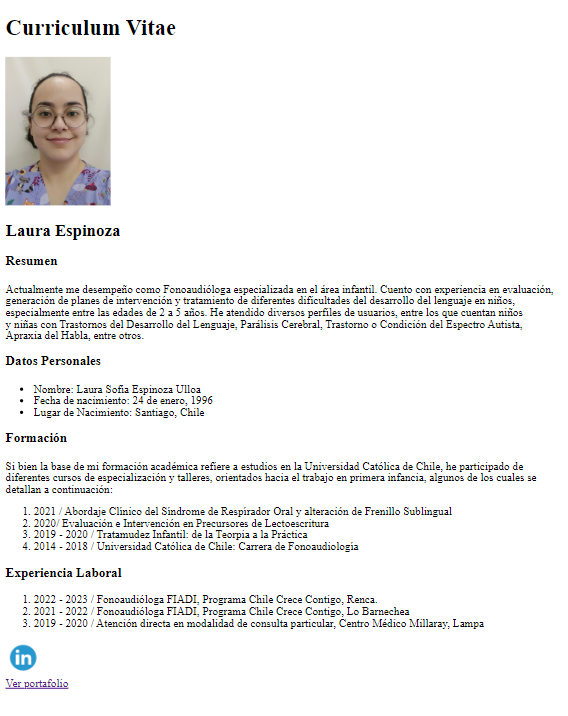 Curriculum Vitae
Laura Espinoza
Resumen
Actualmente me desempeño como Fonoaudióloga especializada en el área infantil. Cuento con experiencia en evaluación,
generación de planes de intervención y tratamiento de diferentes dificultades del desarrollo del lenguaje en niños,
especialmente entre las edades de 2 a 5 años. He atendido diversos perfiles de usuarios, entre los que cuentan niños
y niñas con Trastornos del Desarrollo del Lenguaje, Parálisis Cerebral, Trastorno o Condición del Espectro Autista,
Apraxia del Habla, entre otros.
Datos Personales
• Nombre: Laura Sofia Espinoza Ulloa
• Fecha de nacimiento: 24 de enero, 1996
• Lugar de Nacimiento: Santiago, Chile
Formación
Si bien la base de mi formación académica refiere a estudios en la Universidad Católica de Chile, he participado de
diferentes cursos de especialización y talleres, orientados hacia el trabajo en primera infancia, algunos de los cuales se
detallan a continuación:
1. 2021 / Abordaje Clínico del Síndrome de Respirador Oral y alteración de Frenillo Sublingual
2. 2020/ Evaluación e Intervención en Precursores de Lectoescritura
3. 2019 - 2020 / Tratamudez Infantil: de la Teorpia a la Práctica
4. 2014 - 2018 / Universidad Católica de Chile: Carrera de Fonoaudiología
Experiencia Laboral
1. 2022 - 2023 / Fonoaudióloga FIADI, Programa Chile Crece Contigo, Renca.
2. 2021 - 2022 / Fonoaudióloga FIADI, Programa Chile Crece Contigo, Lo Barnechea
3. 2019 - 2020 / Atención directa en modalidad de consulta particular, Centro Médico Millaray, Lampa
in
Ver portafolio